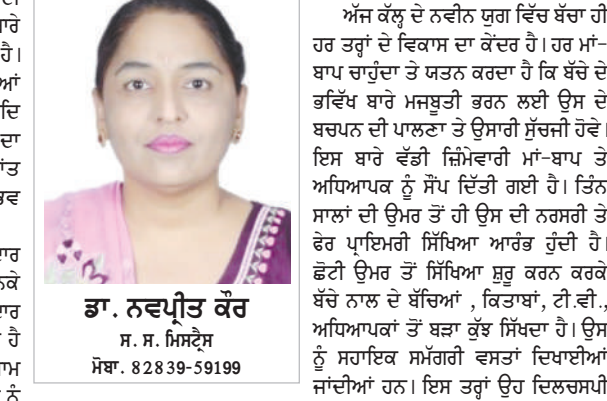 ਾਰੇ
ਹੈ।
ਆਂ
ਦਿ
ਦਾ
ਾਂਤ
ਭਵ
ਾਰ
ਨਕੇ
ਾਰ
ਹੈ
ਾਮ
ਨੂੰ
ਡਾ. ਨਵਪ੍ਰੀਤ ਕੌਰ
ਸ. ਸ. ਮਿਸਟ੍ਰੈਸ
ਮੋਬਾ. 82839-59199
ਅੱਜ ਕੱਲ੍ਹ ਦੇ ਨਵੀਨ ਯੁਗ ਵਿੱਚ ਬੱਚਾ ਹੀ
ਹਰ ਤਰ੍ਹਾਂ ਦੇ ਵਿਕਾਸ ਦਾ ਕੇਂਦਰ ਹੈ। ਹਰ ਮਾਂ-
ਬਾਪ ਚਾਹੁੰਦਾ ਤੇ ਯਤਨ ਕਰਦਾ ਹੈ ਕਿ ਬੱਚੇ ਦੇ
ਭਵਿੱਖ ਬਾਰੇ ਮਜਬੂਤੀ ਭਰਨ ਲਈ ਉਸ ਦੇ
ਬਚਪਨ ਦੀ ਪਾਲਣਾ ਤੇ ਉਸਾਰੀ ਸੁੱਚਜੀ ਹੋਵੇ।
ਇਸ ਬਾਰੇ ਵੱਡੀ ਜ਼ਿੰਮੇਵਾਰੀ ਮਾਂ-ਬਾਪ ਤੇ
ਅਧਿਆਪਕ ਨੂੰ ਸੌਂਪ ਦਿੱਤੀ ਗਈ ਹੈ। ਤਿੰਨ
ਸਾਲਾਂ ਦੀ ਉਮਰ ਤੋਂ ਹੀ ਉਸ ਦੀ ਨਰਸਰੀ ਤੇ
ਫੇਰ ਪ੍ਰਾਇਮਰੀ ਸਿੱਖਿਆ ਆਰੰਭ ਹੁੰਦੀ ਹੈ।
ਛੋਟੀ ਉਮਰ ਤੋਂ ਸਿੱਖਿਆ ਸ਼ੁਰੂ ਕਰਨ ਕਰਕੇ
ਬੱਚੇ ਨਾਲ ਦੇ ਬੱਚਿਆਂ , ਕਿਤਾਬਾਂ, ਟੀ.ਵੀ.,
ਅਧਿਆਪਕਾਂ ਤੋਂ ਬੜਾ ਕੁੱਝ ਸਿੱਖਦਾ ਹੈ। ਉਸ
ਨੂੰ ਸਹਾਇਕ ਸਮੱਗਰੀ ਵਸਤਾਂ ਦਿਖਾਈਆਂ
ਜਾਂਦੀਆਂ ਹਨ। ਇਸ ਤਰ੍ਹਾਂ ਉਹ ਦਿਲਚਸਪੀ